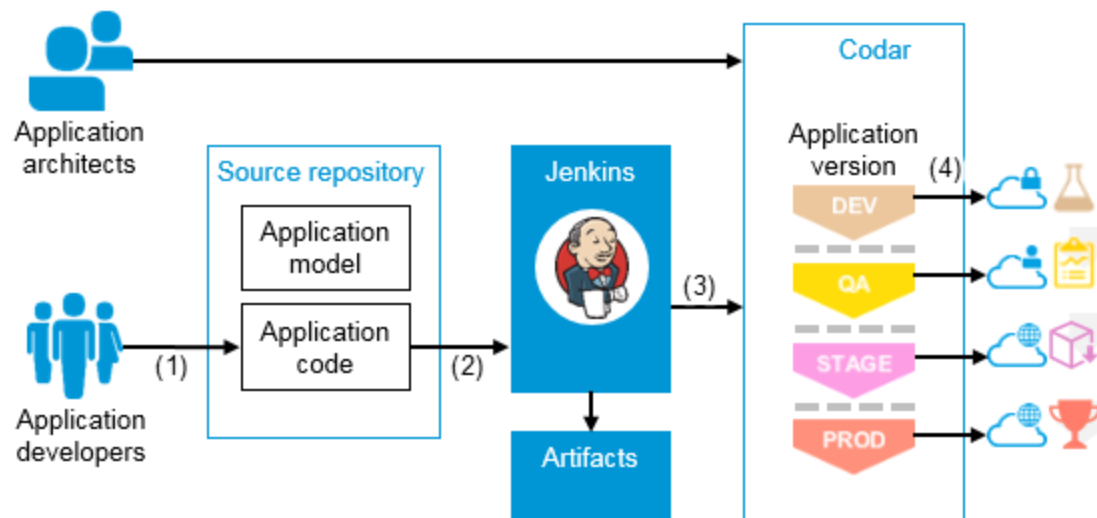 Application
architects
Codar
Source repository
Jenkins
Application
version
(4)
DEV
Application
model
QA
(3)
Application
code
(1)
(2)
STAGE
Application
developers
PROD
Artifacts